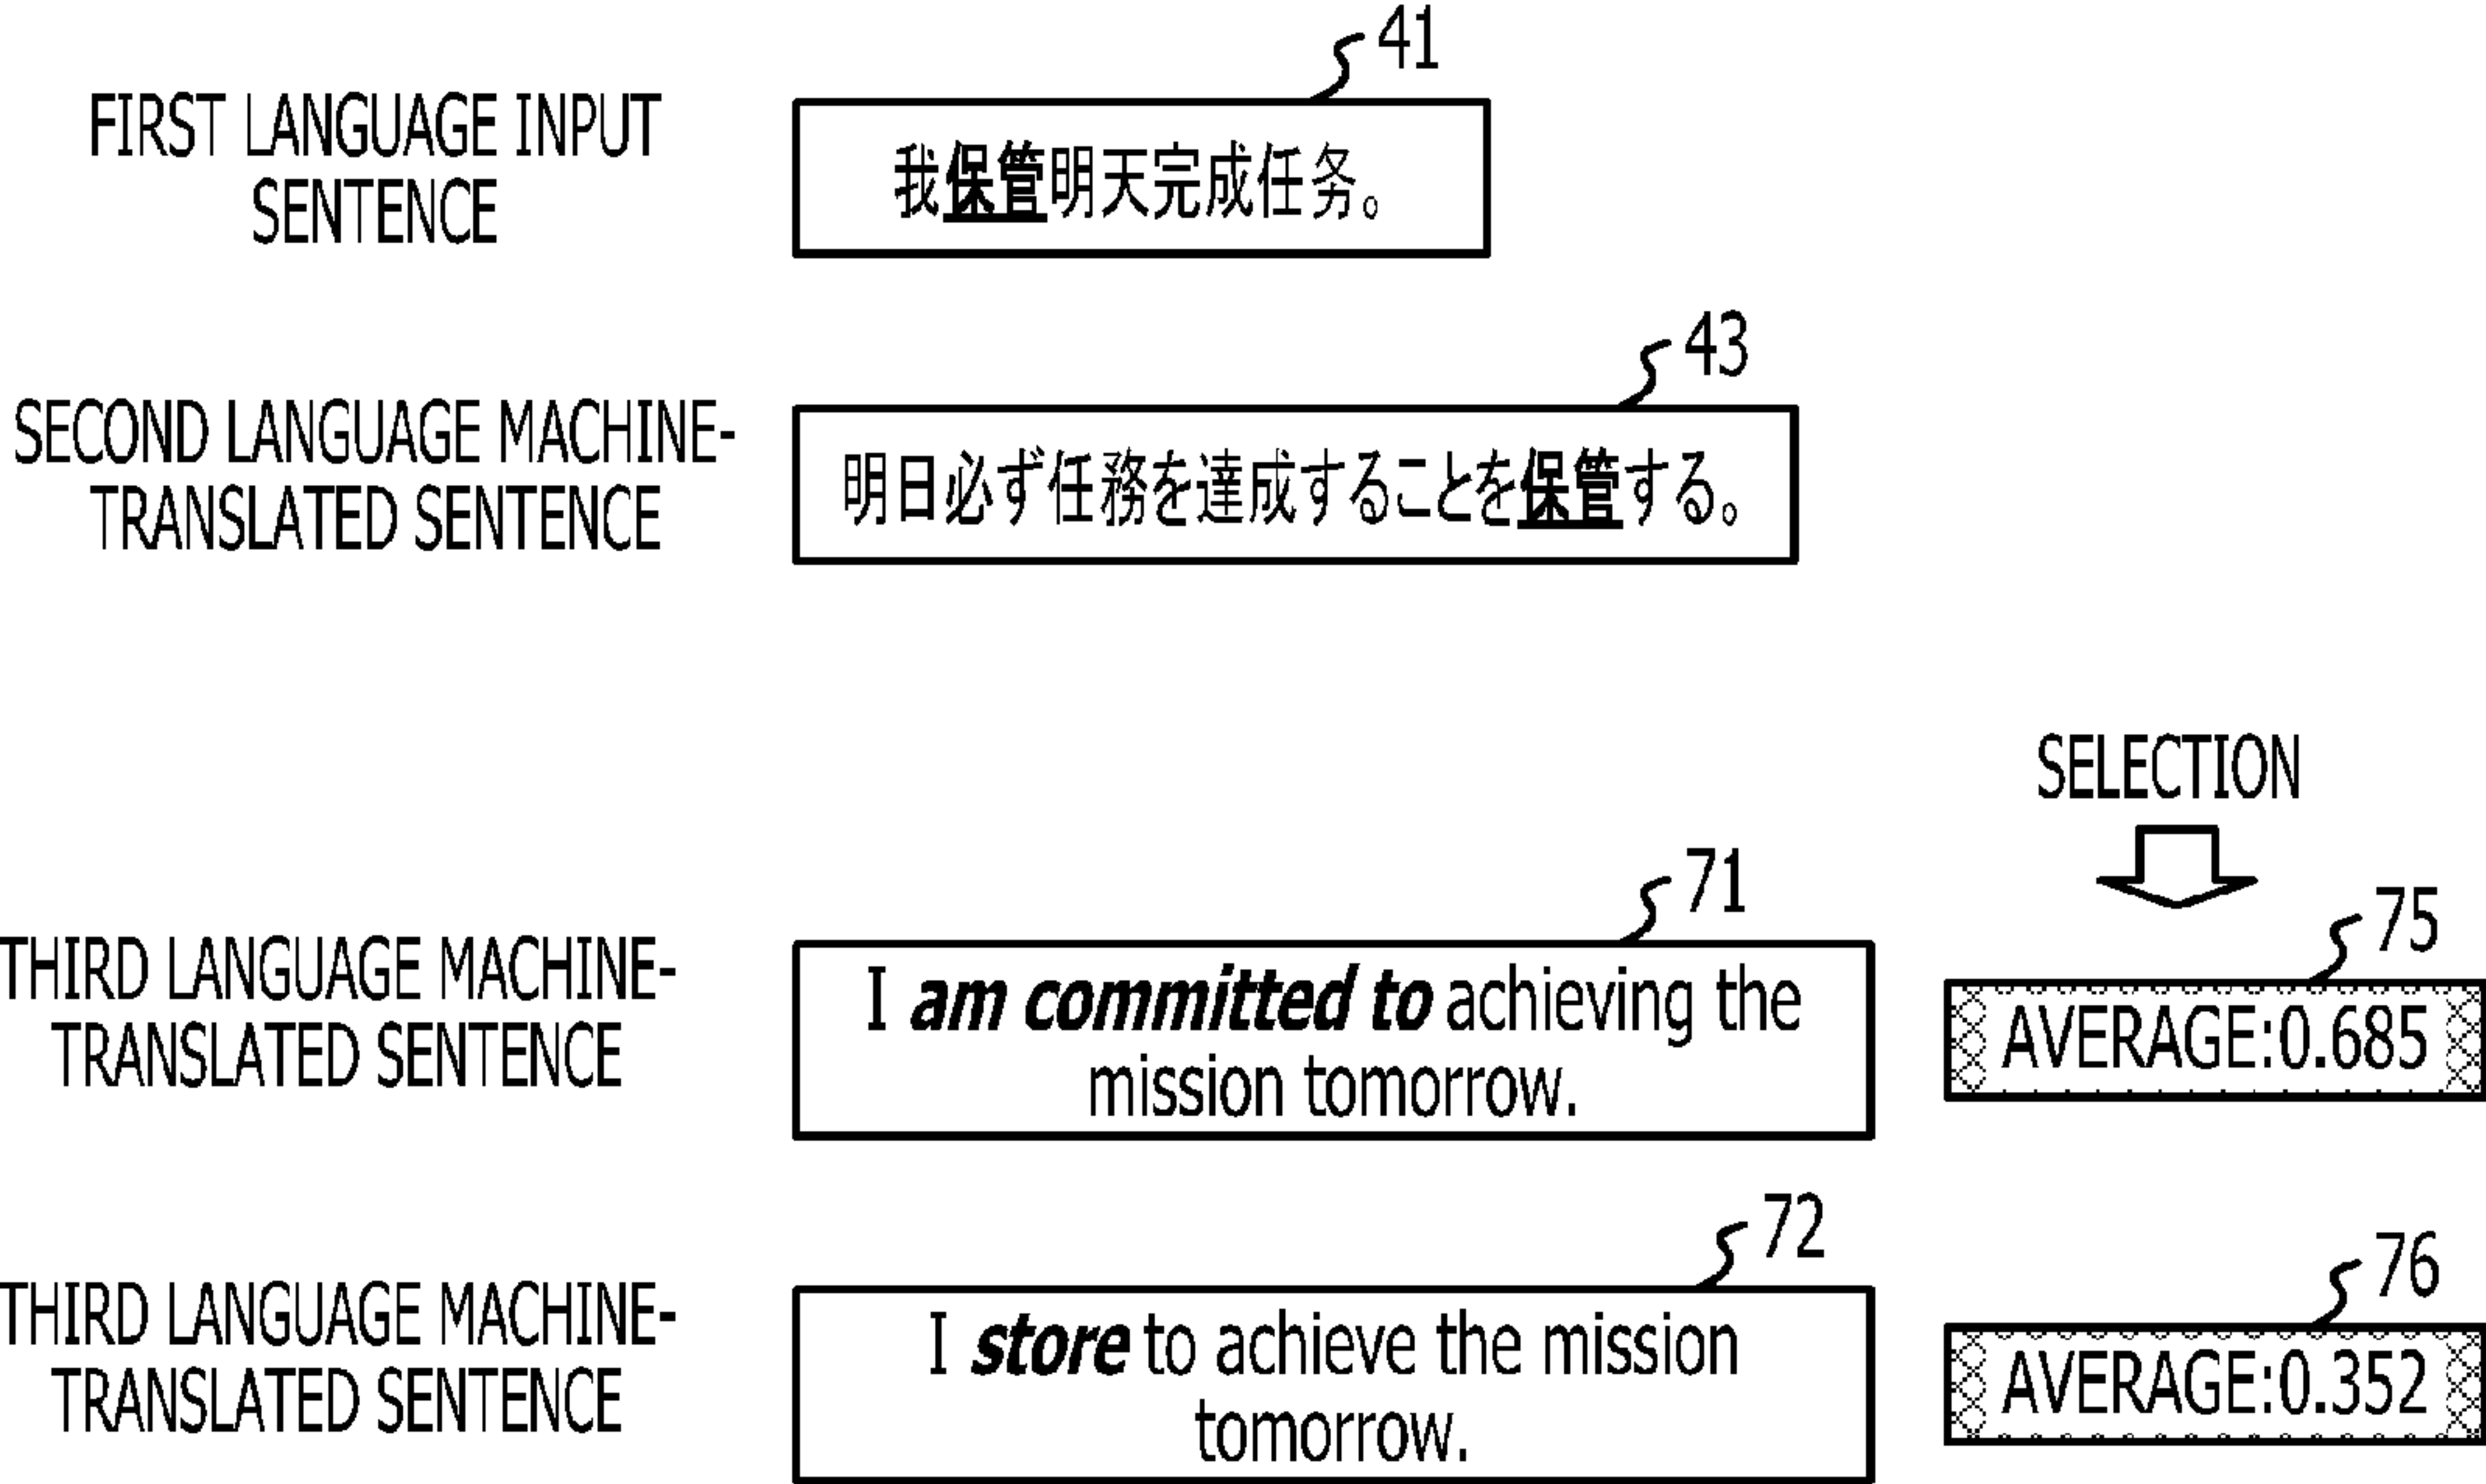 41
FIRST LANGUAGE INPUT
SENTENCE
我保管明天完成任务。
43
SECOND LANGUAGE MACHINE-
TRANSLATED SENTENCE
明日必ず任務を達成することを保管する。
SELECTION
71
75
THIRD LANGUAGE MACHINE-
TRANSLATED SENTENCE
I am committed to achieving the
mission tomorrow.
AVERAGE:0.685
72
76
THIRD LANGUAGE MACHINE-
TRANSLATED SENTENCE
I store to achieve the mission
tomorrow.
AVERAGE:0.352